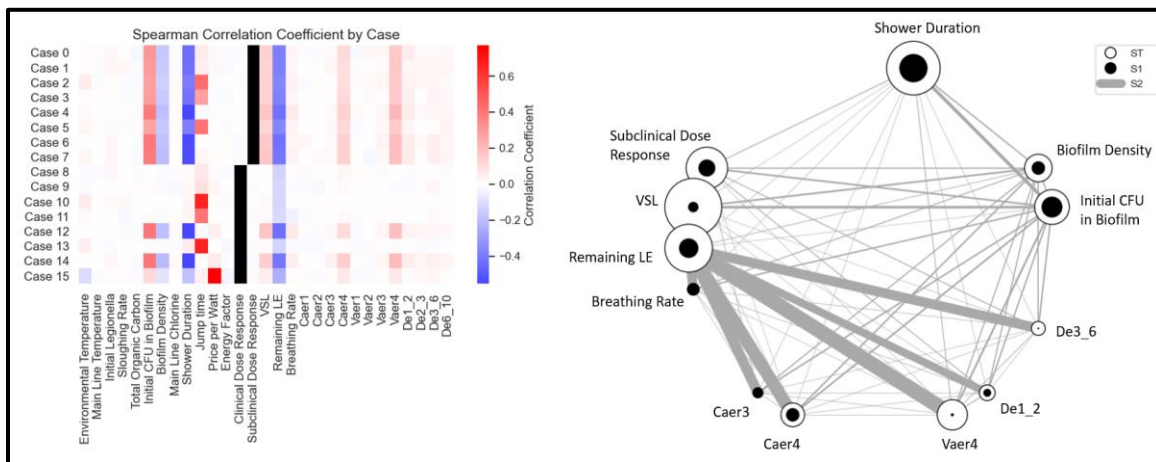 Spearman Correlation Coefficient by Case
Case 0
Case 1
Case 2
Case 3
Case 4
Case 5
Case 6
Case 7
Case 8
Case 9
Case 10
Case 11
Case 12
Case 13
Case 14
Case 15
Environmental Temperature
Main Line Temperature
Initial Legionella
Sloughing Rate
Total Organic Carbon
Initial CFU in Biofilm
Biofilm Density
Main Line Chlorine
Shower Duration
Jump time
Price per Watt
Energy Factor
Clinical Dose Response
Subclinical Dose Response
VSL
Remaining LE
Breathing Rate
Caer1
Caer2
Caer3
Caer4
Vaer1
Vaer2
Vaer3
Vaer4
De1_2
De2_3
De3_6
De6_10
0.6
0.4
0.2
0.0
-0.2
-0.4
Correlation Coefficient
Shower Duration
ST
S1
S2
Subclinical Dose
Response
Biofilm Density
VSL
Initial CFU
in Biofilm
Remaining LE
Breathing Rate
De3_6
Caer3
De1_2
Caer4
Vaer4